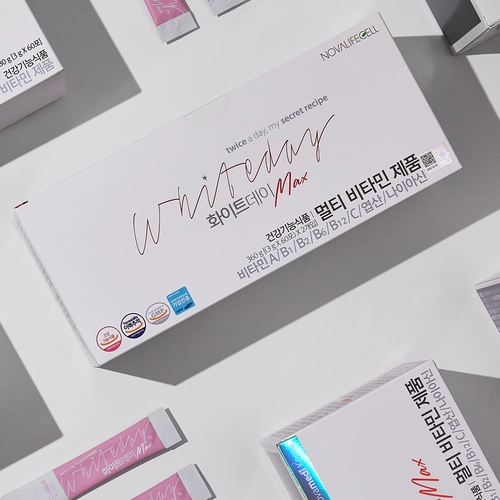 NOVALIFECELL
twice a day, my secret recipe
Whiteday
화이트데이 Max
건강기능식품 | 멀티 비타민 제품
360 g [(3 g X 60포) X 2개입]
비타민 A/B1/B2/B6/B12/C/엽산/나이아신
GMP
[3 g X 60포]
건강기능식품
비타민 제품
Whiteday
화이트데이 Max
Max
멀티 비타민 제품